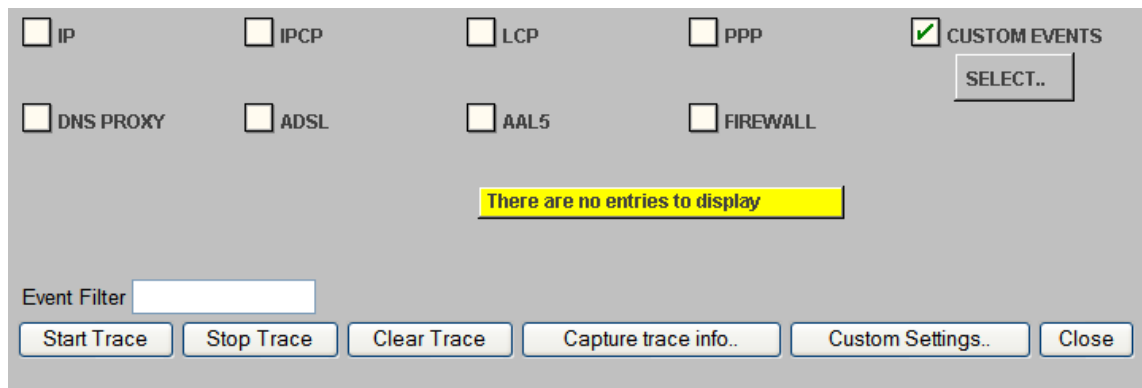 IP IPCP LCP PPP CUSTOM EVENTS
SELECT..
DNS PROXY ADSL AAL5 FIREWALL
There are no entries to display
Event Filter
Start Trace Stop Trace Clear Trace Capture trace info.. Custom Settings.. Close